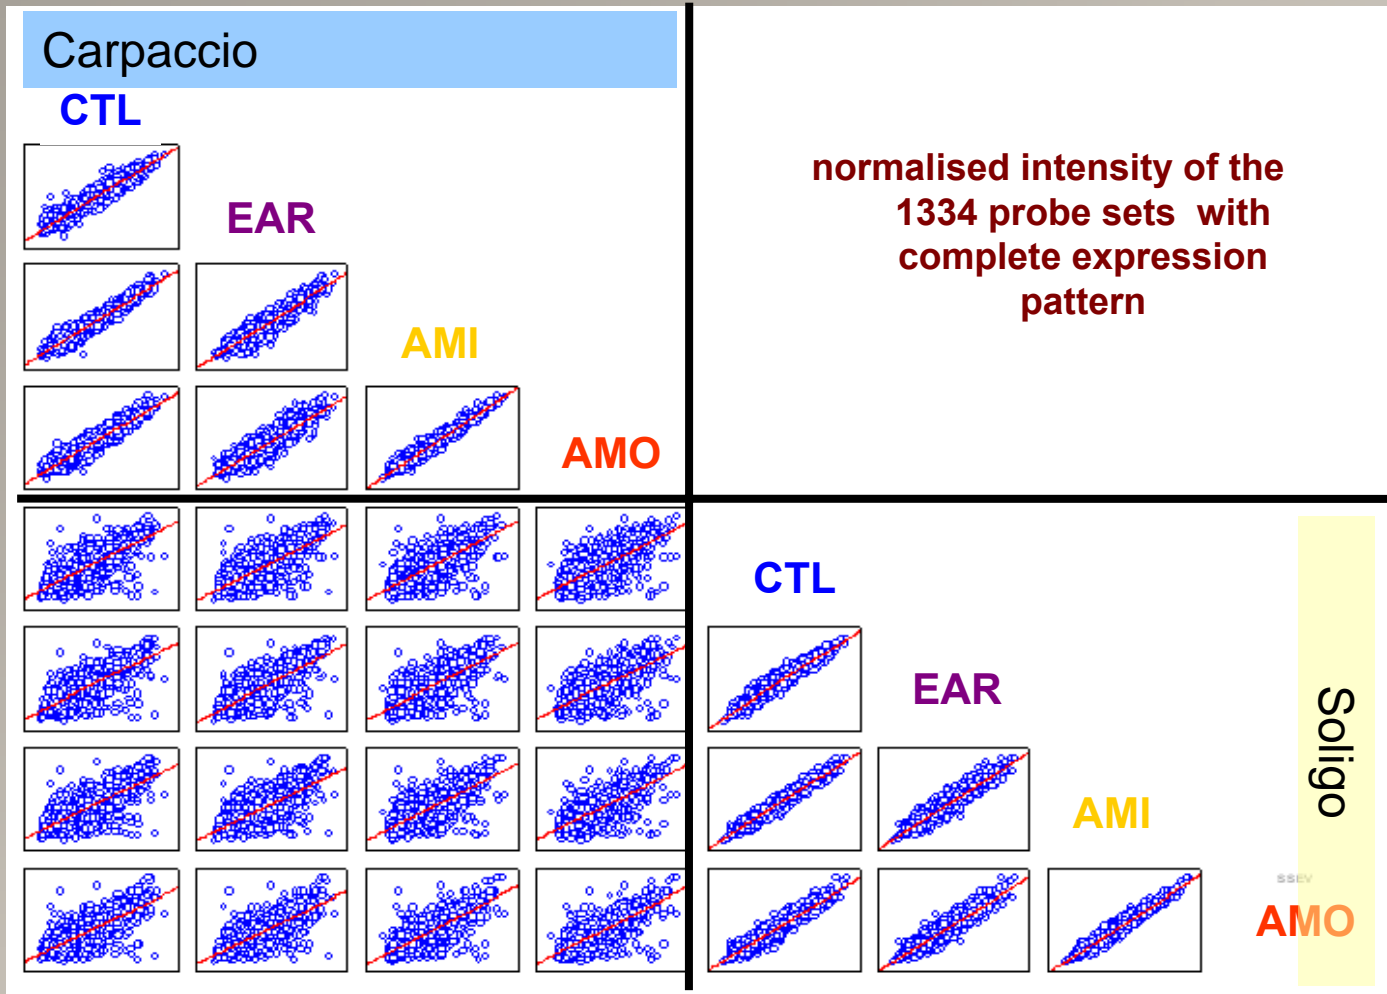 Carpaccio
CTL
EAR
AMI
AMO
normalised intensity of the
1334 probe sets with
complete expression
pattern
CTL
EAR
AMI
AMO
Soligo